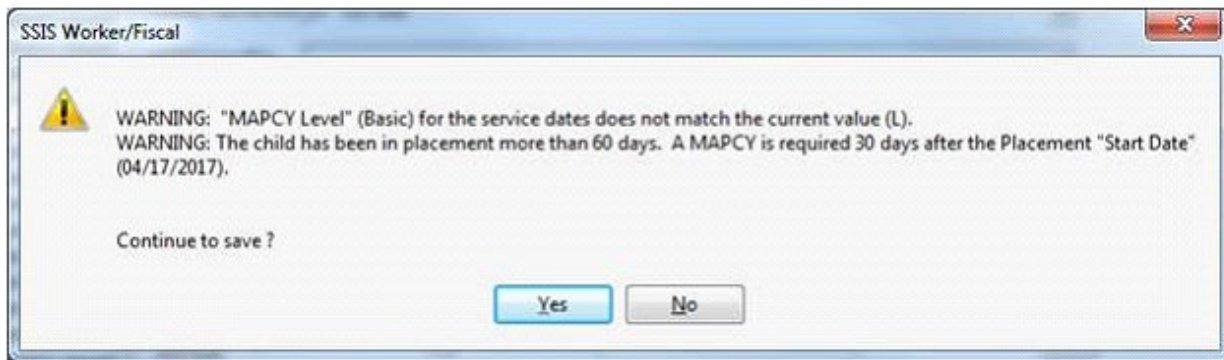 SSIS Worker/Fiscal
WARNING: "MAPCY Level" (Basic) for the service dates does not match the current value (L).
WARNING: The child has been in placement more than 60 days. A MAPCY is required 30 days after the Placement "Start Date"
(04/17/2017).
Continue to save ?
Yes No